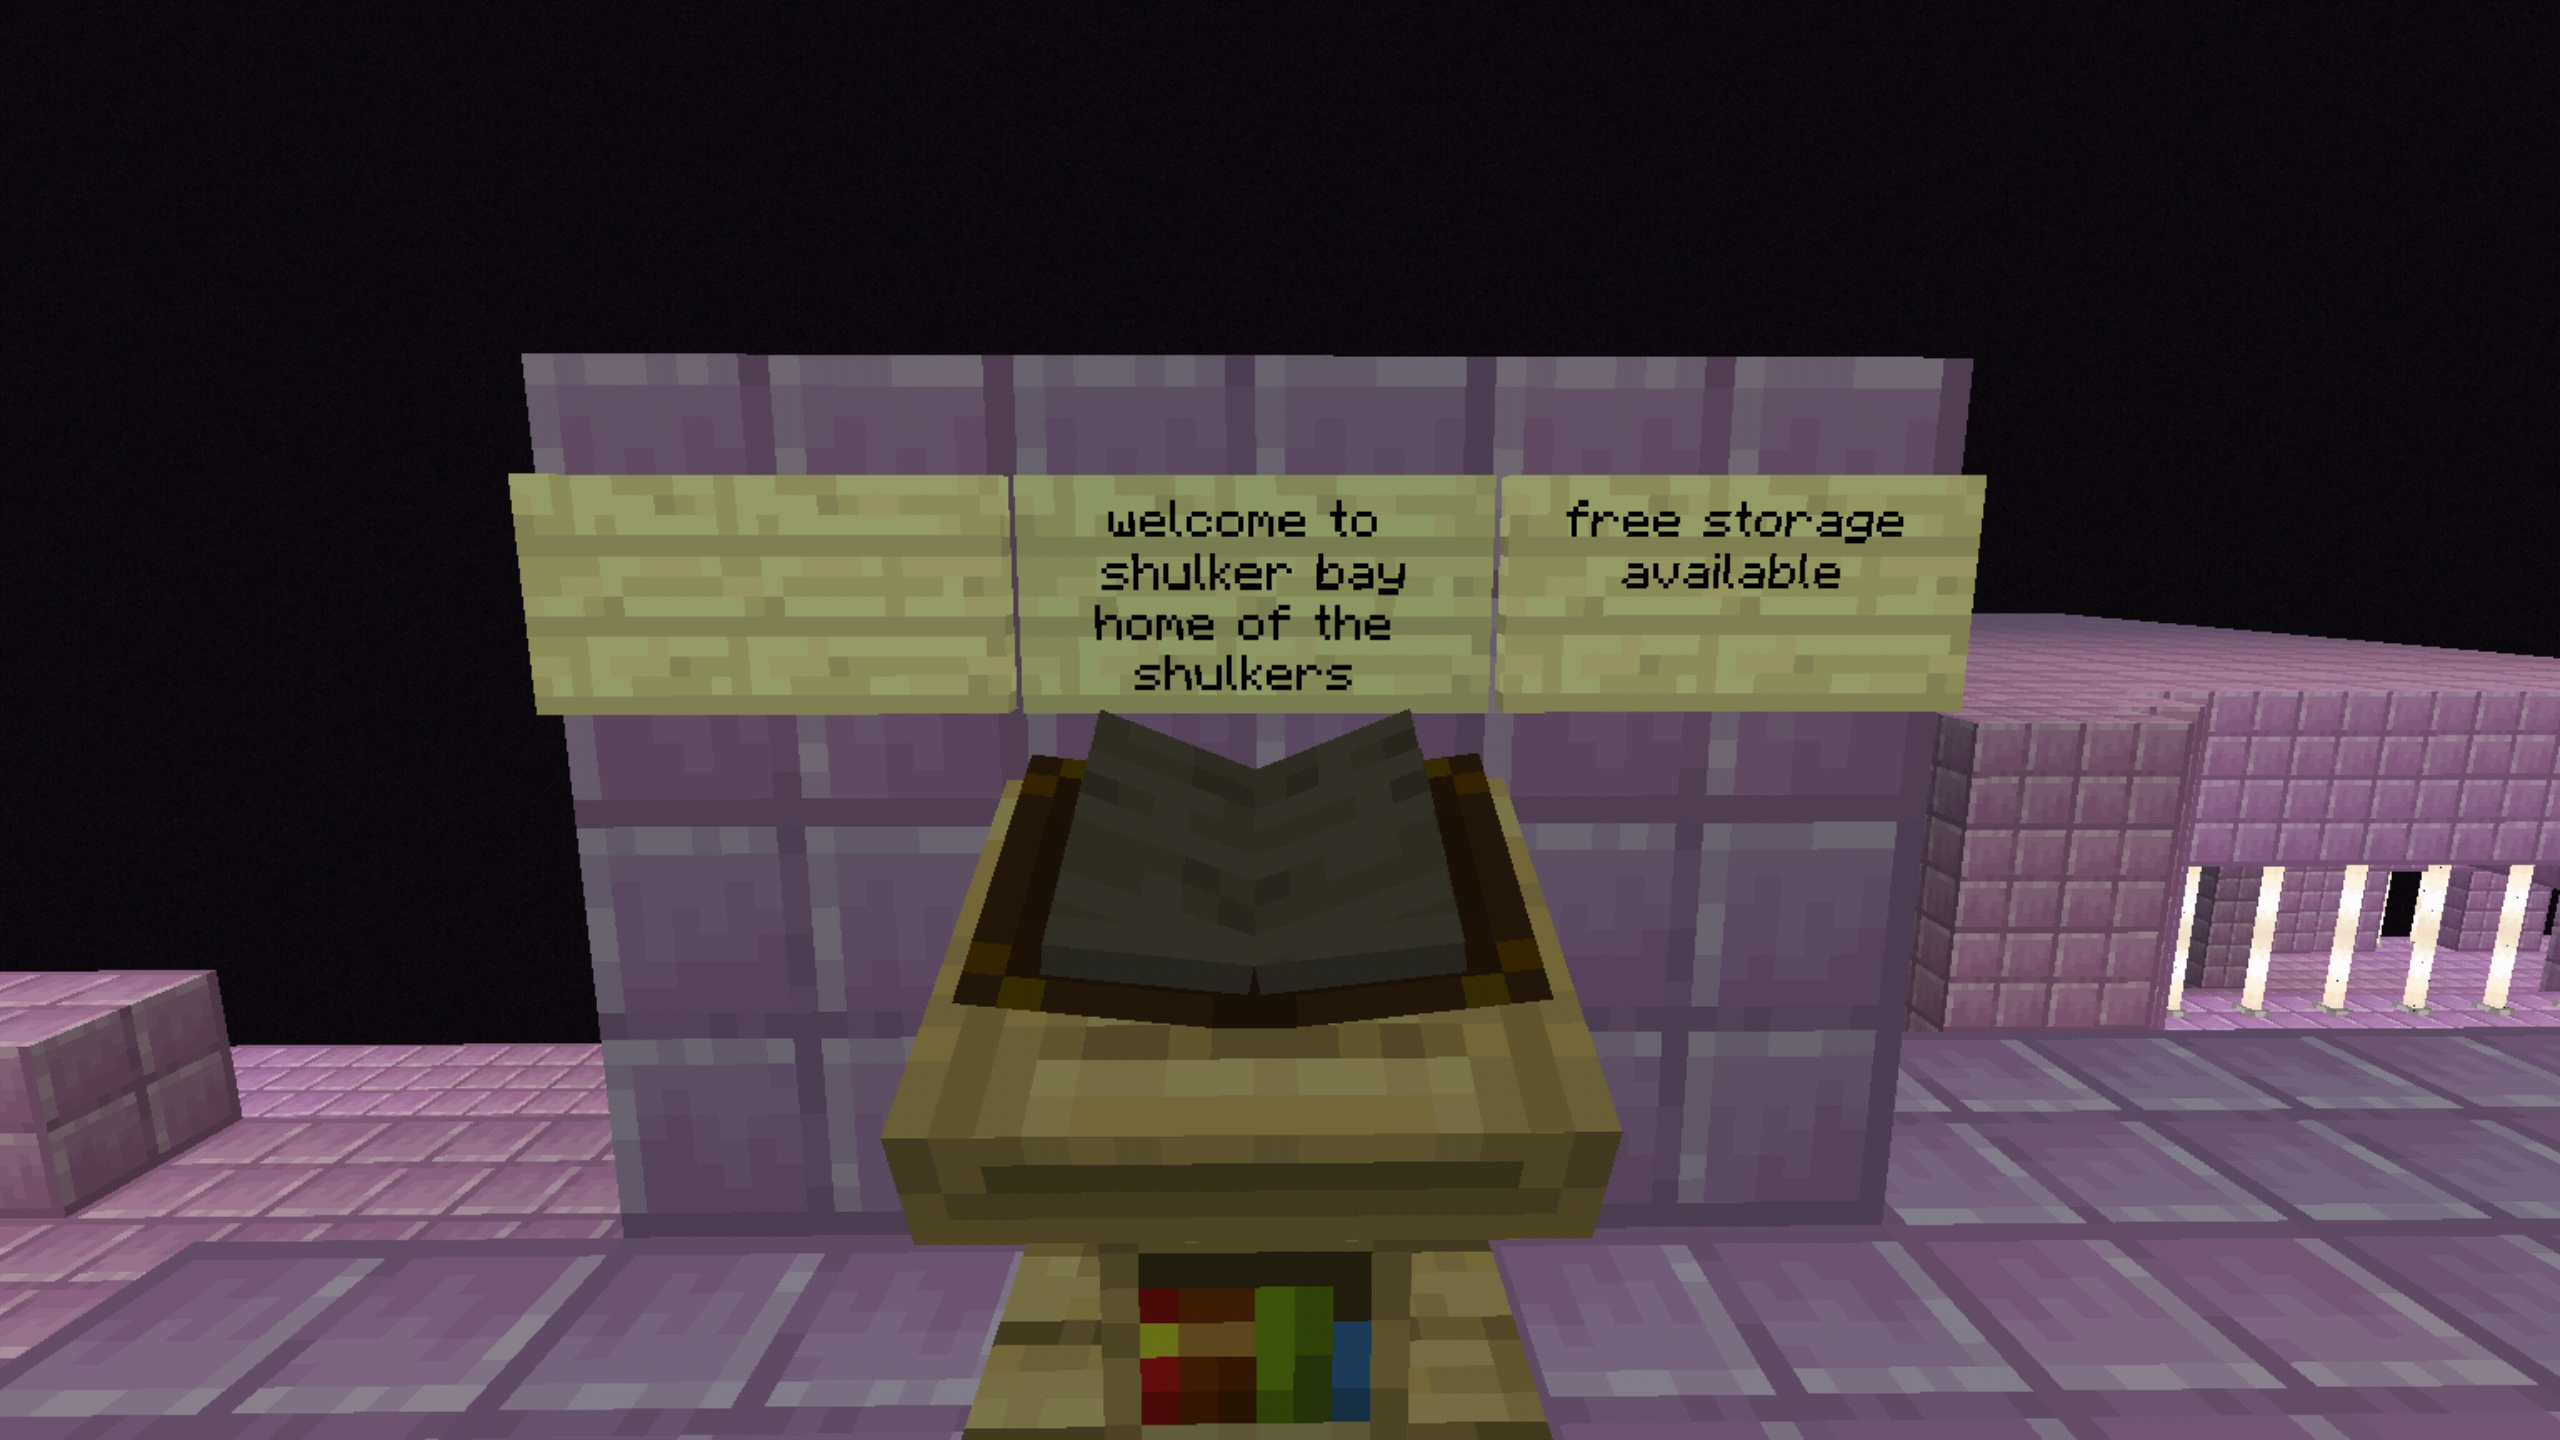 welcome to
shulker bay
home of the
shulkers
free storage
available